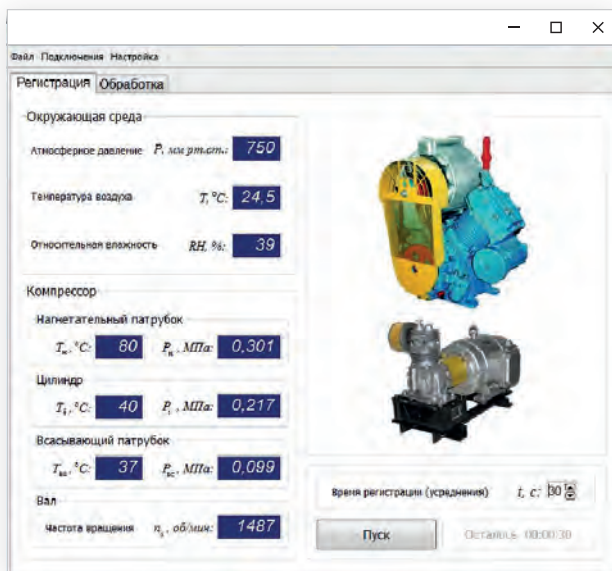 Файл Подключения Настройка
Регистрация Обработка
Окружающая среда
Атмосферное давление P, мм рт.ст.: 750
Температура воздуха T, °C: 24,5
Относительная влажность RH, %: 39
Компрессор
Нагнетательный патрубок
Tн, °C: 80 Pн, МПа: 0,301
Цилиндр
Ti, °C: 40 Pi, МПа: 0,217
Всасывающий патрубок
Tвс, °C: 37 Pвс, МПа: 0,099
Вал
Частота вращения n, об/мин: 1487
Время регистрации (усреднения) t, c: 30
Пуск
Осталось 00:00:30